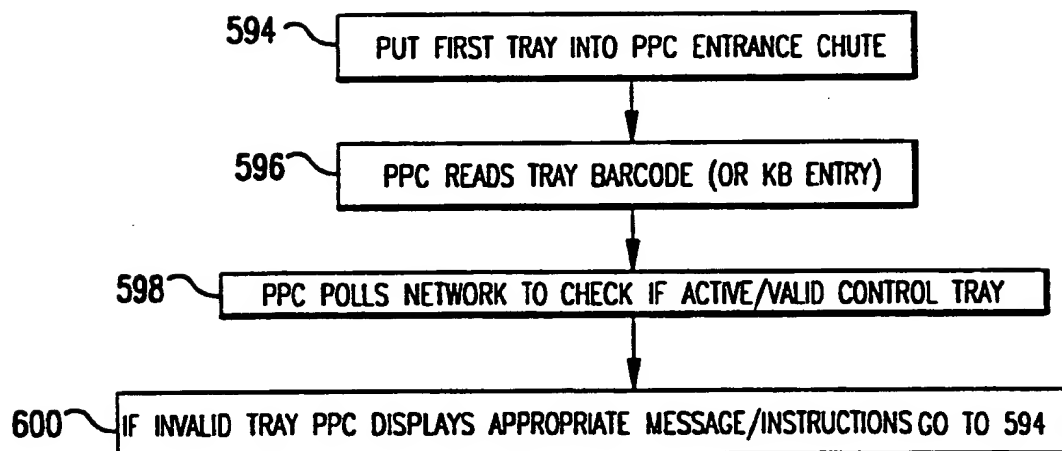 594 PUT FIRST TRAY INTO PPC ENTRANCE CHUTE
596 PPC READS TRAY BARCODE (OR KB ENTRY)
598 PPC POLLS NETWORK TO CHECK IF ACTIVE/VALID CONTROL TRAY
600 IF INVALID TRAY PPC DISPLAYS APPROPRIATE MESSAGE/INSTRUCTIONS GO TO 594